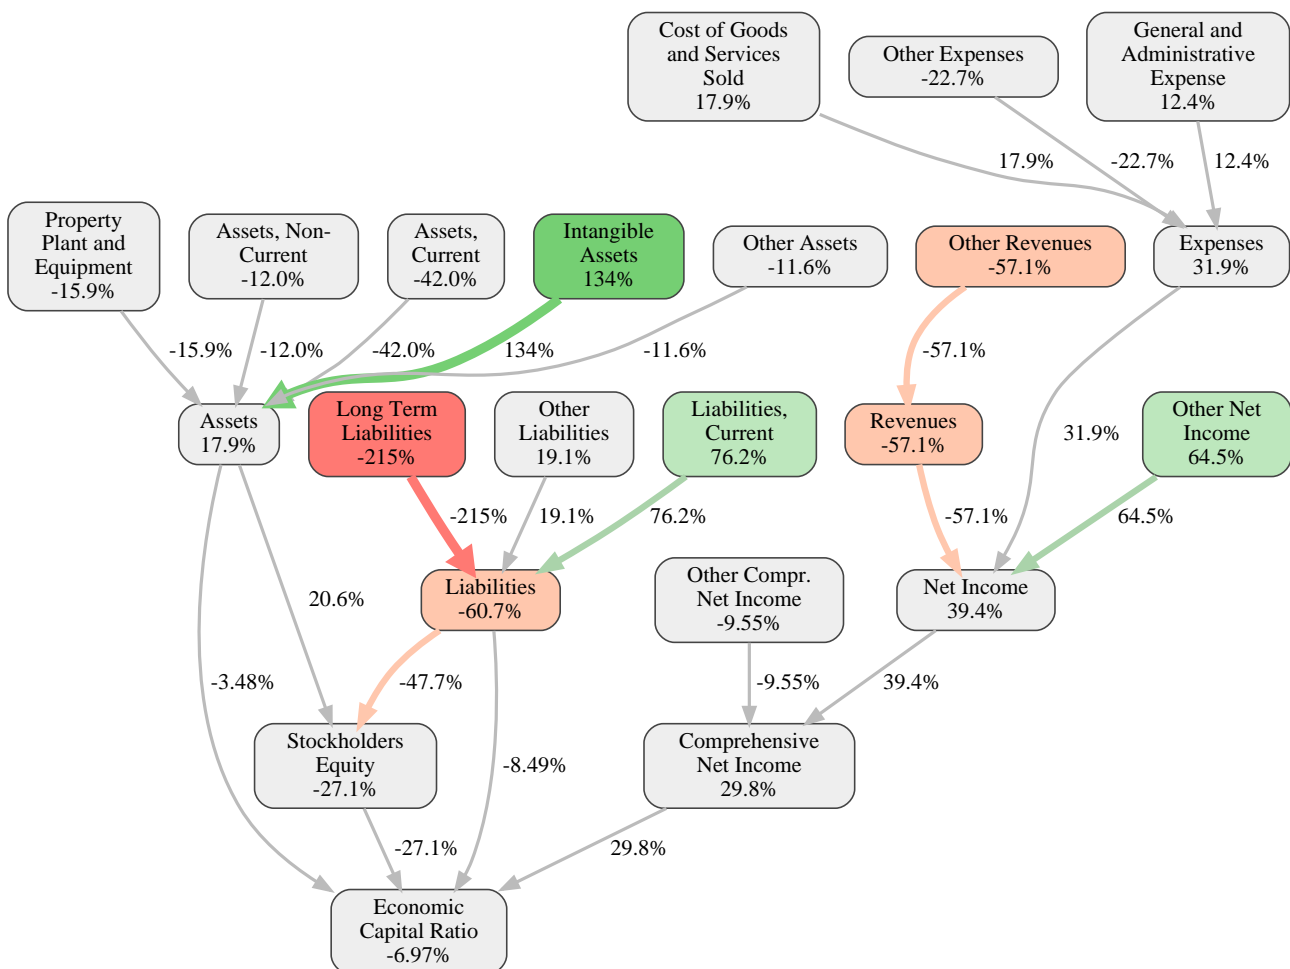 Cost of Goods
and Services
Sold
17.9%
Other Expenses
-22.7%
General and
Administrative
Expense
12.4%
17.9%
-22.7%
12.4%
Property
Plant and
Equipment
-15.9%
Assets, Non-
Current
-12.0%
Assets,
Current
-42.0%
Intangible
Assets
134%
Other Assets
-11.6%
Other Revenues
-57.1%
Expenses
31.9%
-15.9%
-12.0%
-42.0%
134%
-11.6%
-57.1%
Assets
17.9%
Long Term
Liabilities
-215%
Other
Liabilities
19.1%
Liabilities,
Current
76.2%
Revenues
-57.1%
31.9%
Other Net
Income
64.5%
-215%
19.1%
76.2%
-57.1%
64.5%
20.6%
Liabilities
-60.7%
Other Compr.
Net Income
-9.55%
Net Income
39.4%
-3.48%
-47.7%
-9.55%
39.4%
Stockholders
Equity
-27.1%
-8.49%
Comprehensive
Net Income
29.8%
-27.1%
29.8%
Economic
Capital Ratio
-6.97%